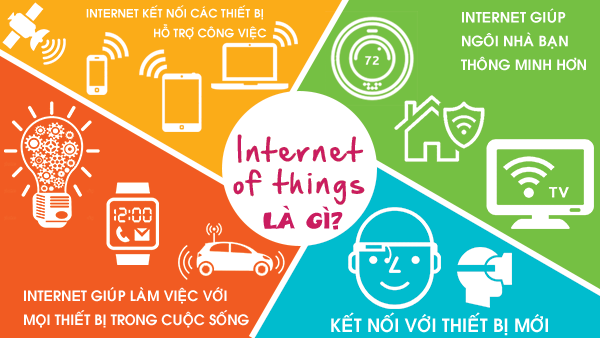 INTERNET KẾT NỐI CÁC THIẾT BỊ
HỖ TRỢ CÔNG VIỆC
INTERNET GIÚP
NGÔI NHÀ BẠN
THÔNG MINH HƠN
72
TV
Internet
of things
LÀ GÌ?
12:00
INTERNET GIÚP LÀM VIỆC VỚI
MỌI THIẾT BỊ TRONG CUỘC SỐNG
KẾT NỐI VỚI THIẾT BỊ MỚI